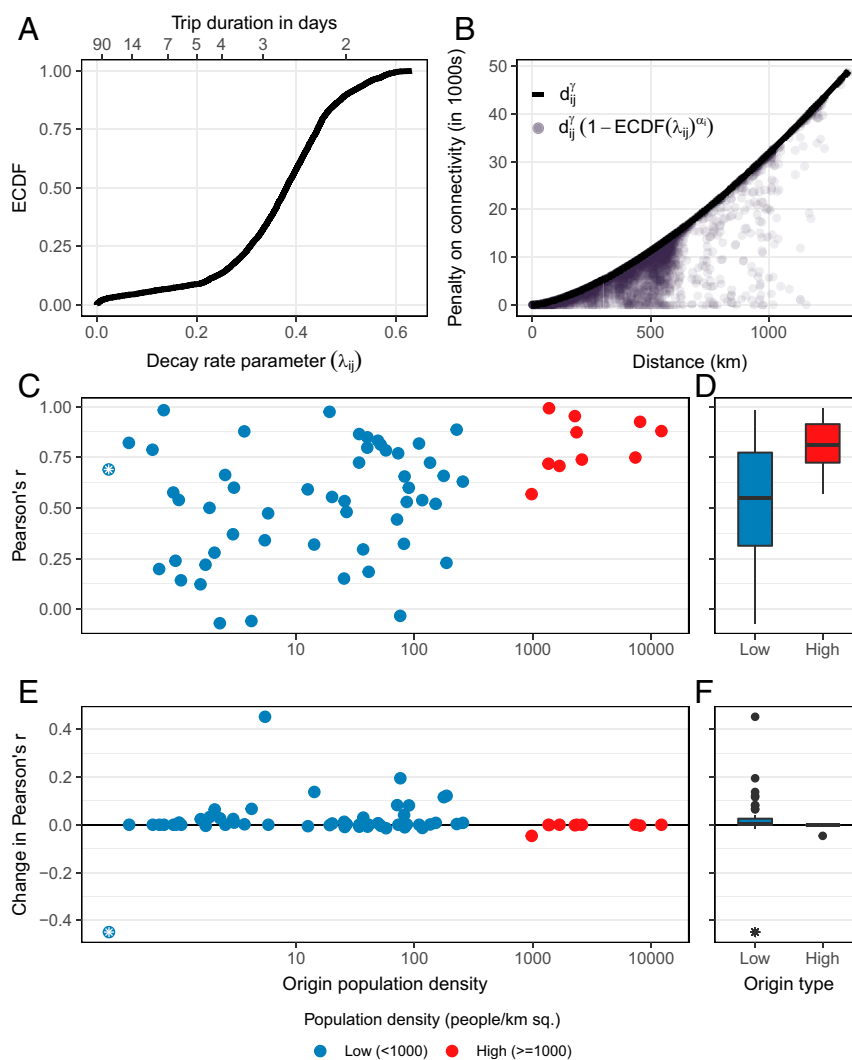 A
Trip duration in days
90 14 7 5 4 3 2
1.00
0.75
0.50
0.25
0.00
ECDF
0.0 0.2 0.4 0.6
Decay rate parameter (λij)
B
50
40
30
20
10
0
Penalty on connectivity (in 1000s)
dijγ
dijγ (1 − ECDF(λij)αi)
0 500 1000
Distance (km)
C
1.00
0.75
0.50
0.25
0.00
Pearson's r
10 100 1000 10000
D
Low High
E
0.4
0.2
0.0
−0.2
−0.4
Change in Pearson's r
10 100 1000 10000
Origin population density
F
Low High
Origin type
Population density (people/km sq.)
Low (<1000) High (>=1000)